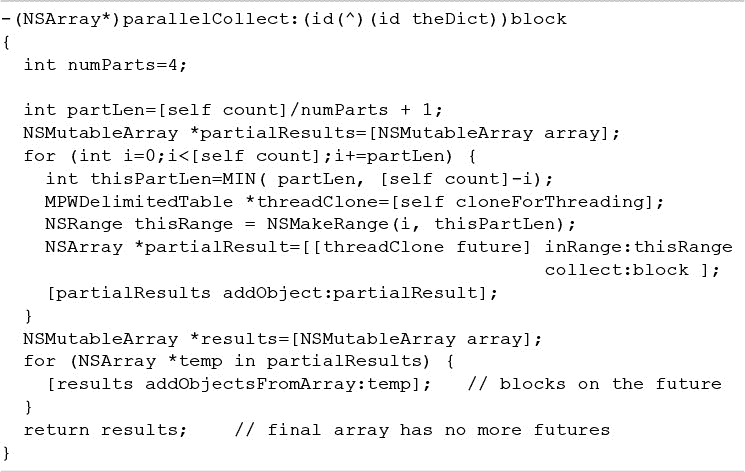 -(NSArray*)parallelCollect:(id(^)(id theDict))block
{
  int numParts=4;

  int partLen=[self count]/numParts + 1;
  NSMutableArray *partialResults=[NSMutableArray array];
  for (int i=0;i<[self count];i+=partLen) {
    int thisPartLen=MIN( partLen, [self count]-i);
    MPWDelimitedTable *threadClone=[self cloneForThreading];
    NSRange thisRange = NSMakeRange(i, thisPartLen);
    NSArray *partialResult=[[threadClone future] inRange:thisRange
                                                 collect:block ];
    [partialResults addObject:partialResult];
  }
  NSMutableArray *results=[NSMutableArray array];
  for (NSArray *temp in partialResults) {
    [results addObjectsFromArray:temp];   // blocks on the future
  }
  return results;    // final array has no more futures
}